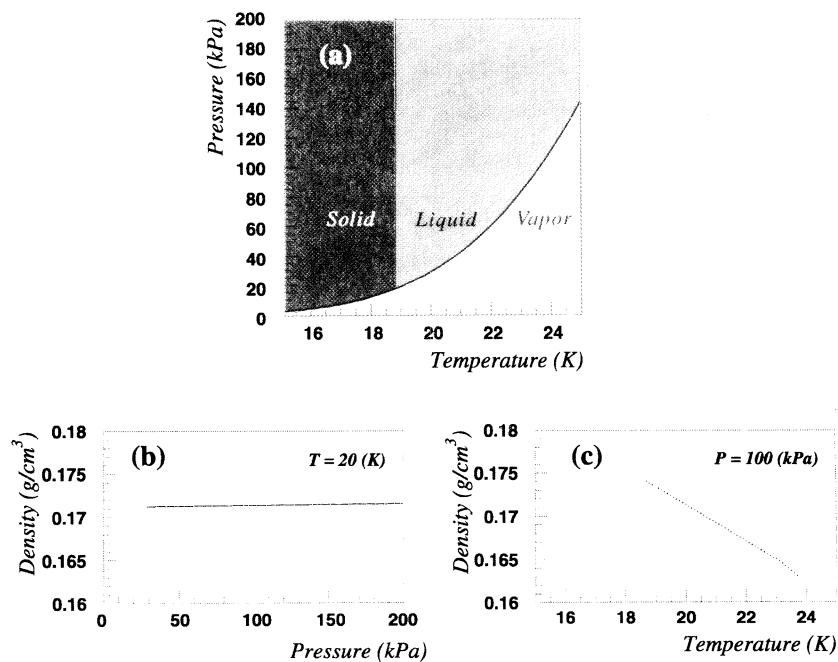 Pressure (kPa)
200
180
160
140
120
100
80
60
40
20
0
(a)
Solid
Liquid
Vapor
16 18 20 22 24
Temperature (K)
Density (g/cm³)
0.18
0.175
0.17
0.165
0.16
(b)
T = 20 (K)
0 50 100 150 200
Pressure (kPa)
Density (g/cm³)
0.18
0.175
0.17
0.165
0.16
(c)
P = 100 (kPa)
16 18 20 22 24
Temperature (K)